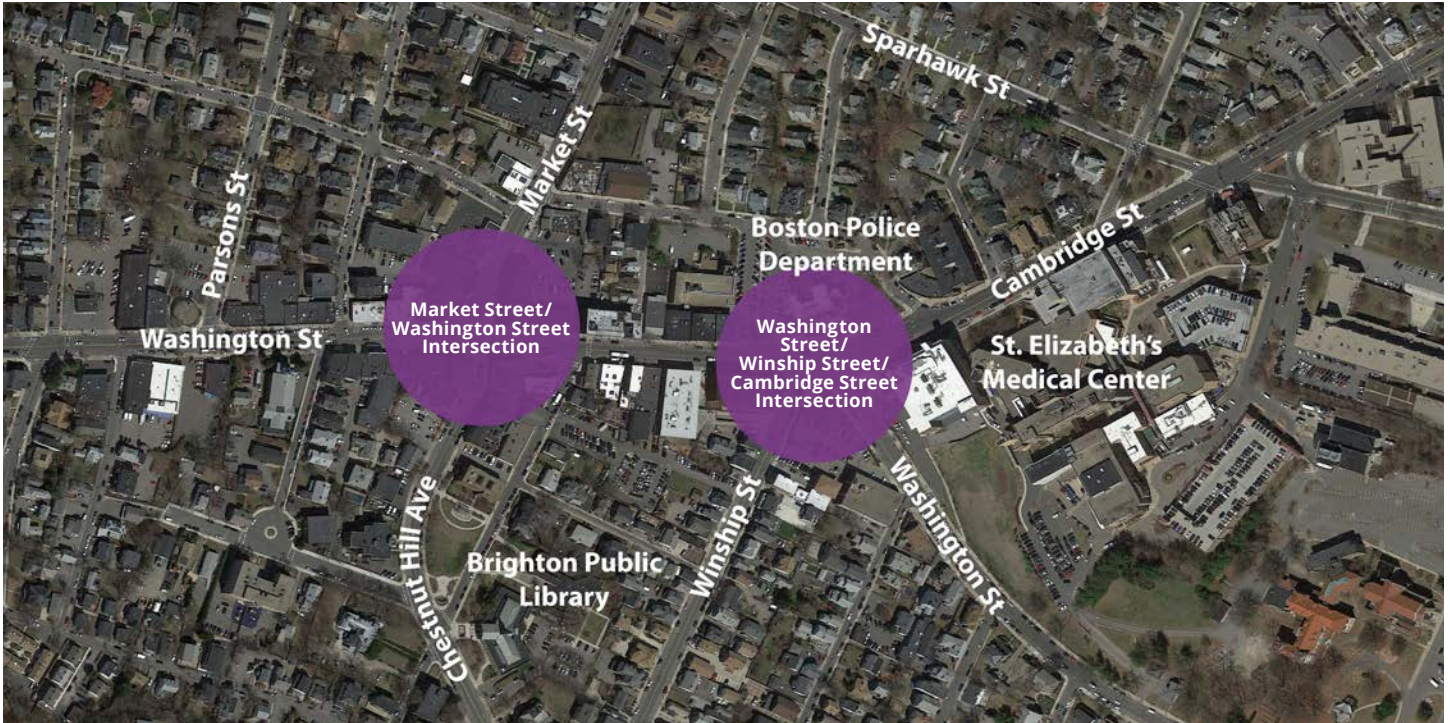 Sparhawk St
Market St
Parsons St
Boston Police
Department
Cambridge St
Market Street/
Washington Street
Intersection
Washington St
Washington
Street/
Winship Street/
Cambridge Street
Intersection
St. Elizabeth's
Medical Center
Chestnut Hill Ave
Brighton Public
Library
Winship St
Washington St